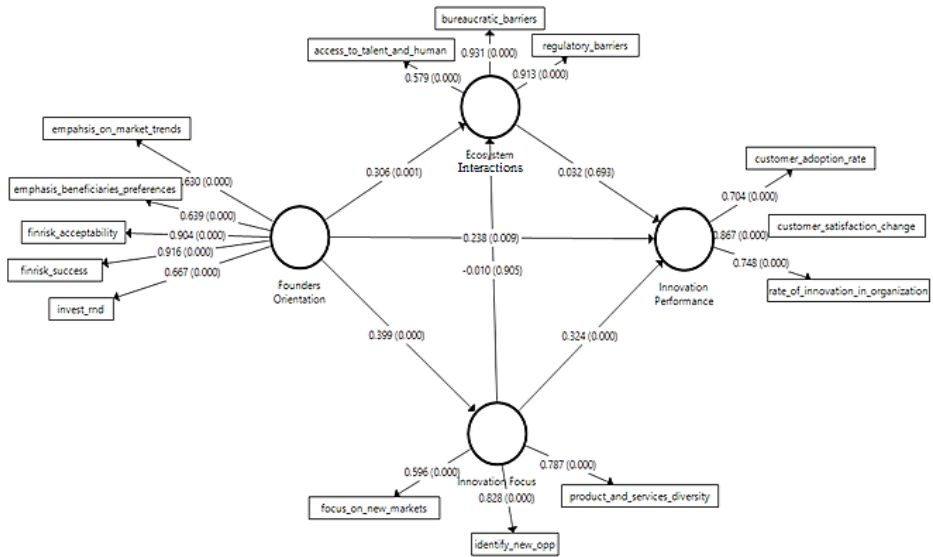 bureaucratic_barriers
access_to_talent_and_human
regulatory_barriers
0.931 (0.000)
0.579 (0.000)
0.913 (0.000)
Ecosystem
Interactions
empahsis_on_market_trends
.630 (0.000)
emphasis_beneficiaries_preferences
0.639 (0.000)
finrisk_acceptability
0.904 (0.000)
finrisk_success
0.916 (0.000)
invest_rnd
0.667 (0.000)
Founders
Orientation
0.306 (0.001)
0.032 (0.693)
0.238 (0.009)
-0.010 (0.905)
0.399 (0.000)
0.324 (0.000)
customer_adoption_rate
0.704 (0.000)
0.867 (0.000)
customer_satisfaction_change
0.748 (0.000)
rate_of_innovation_in_organization
Innovation
Performance
Innovation Focus
0.596 (0.000)
0.828 (0.000)
0.787 (0.000)
focus_on_new_markets
product_and_services_diversity
identify_new_opp